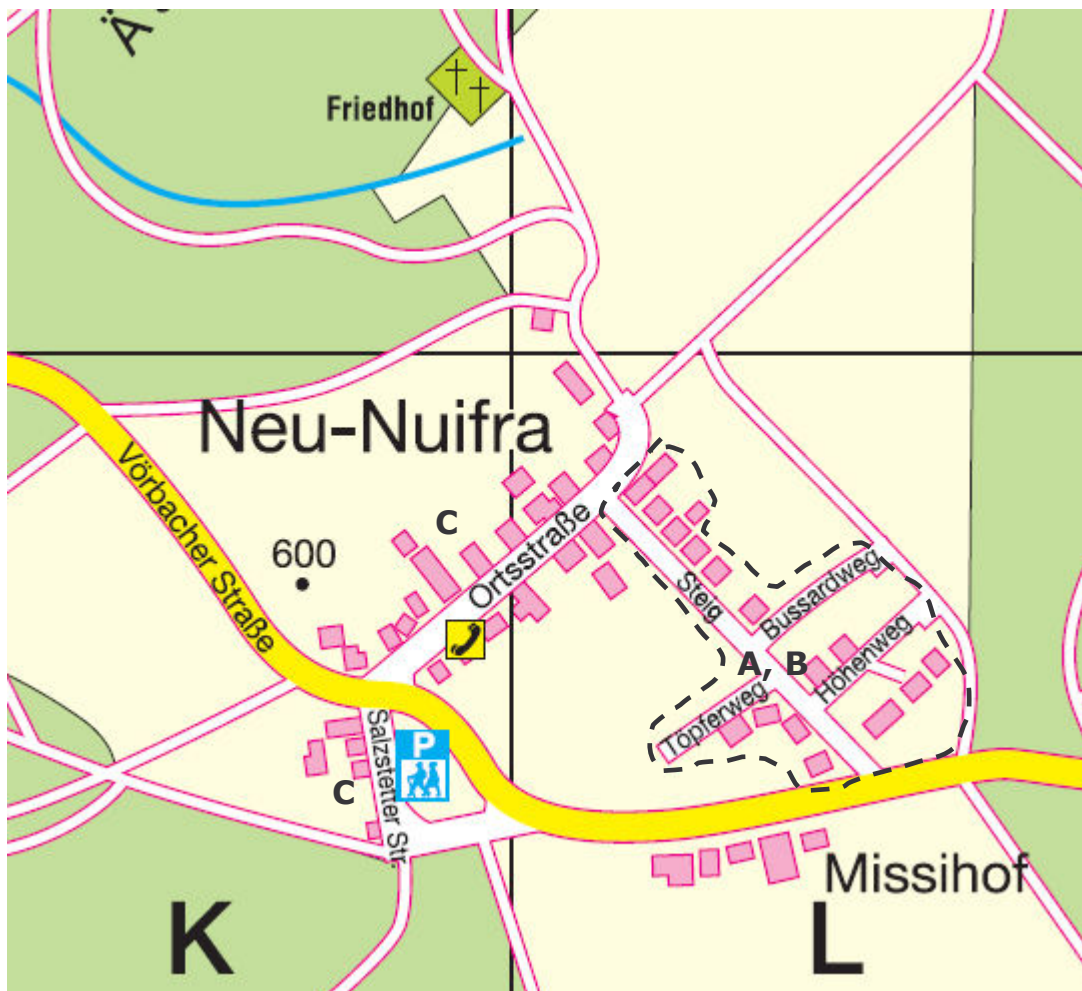 Ä
Friedhof
Neu-Nuifra
Vörbacher Straße
C
600
Ortsstraße
Steig
Bussardweg
A, B
Höhenweg
Töpferweg
Salzstetter Str.
P
C
Missihof
K
L